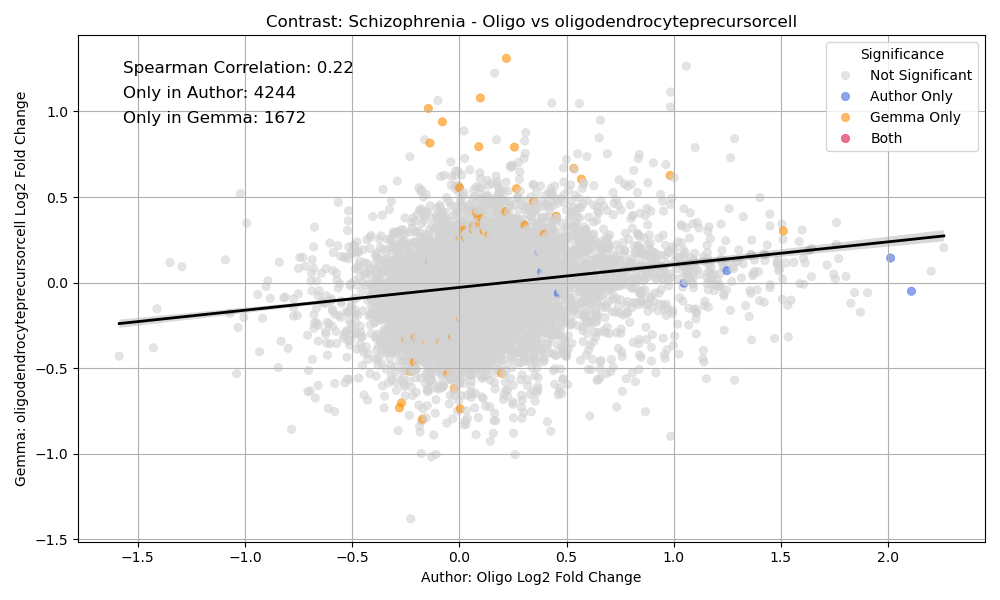 Contrast: Schizophrenia - Oligo vs oligodendrocyteprecursorcell
Spearman Correlation: 0.22
Only in Author: 4244
Only in Gemma: 1672
Significance
Not Significant
Author Only
Gemma Only
Both
Gemma: oligodendrocyteprecursorcell Log2 Fold Change
1.0
0.5
0.0
−0.5
−1.0
−1.5
−1.5 −1.0 −0.5 0.0 0.5 1.0 1.5 2.0
Author: Oligo Log2 Fold Change